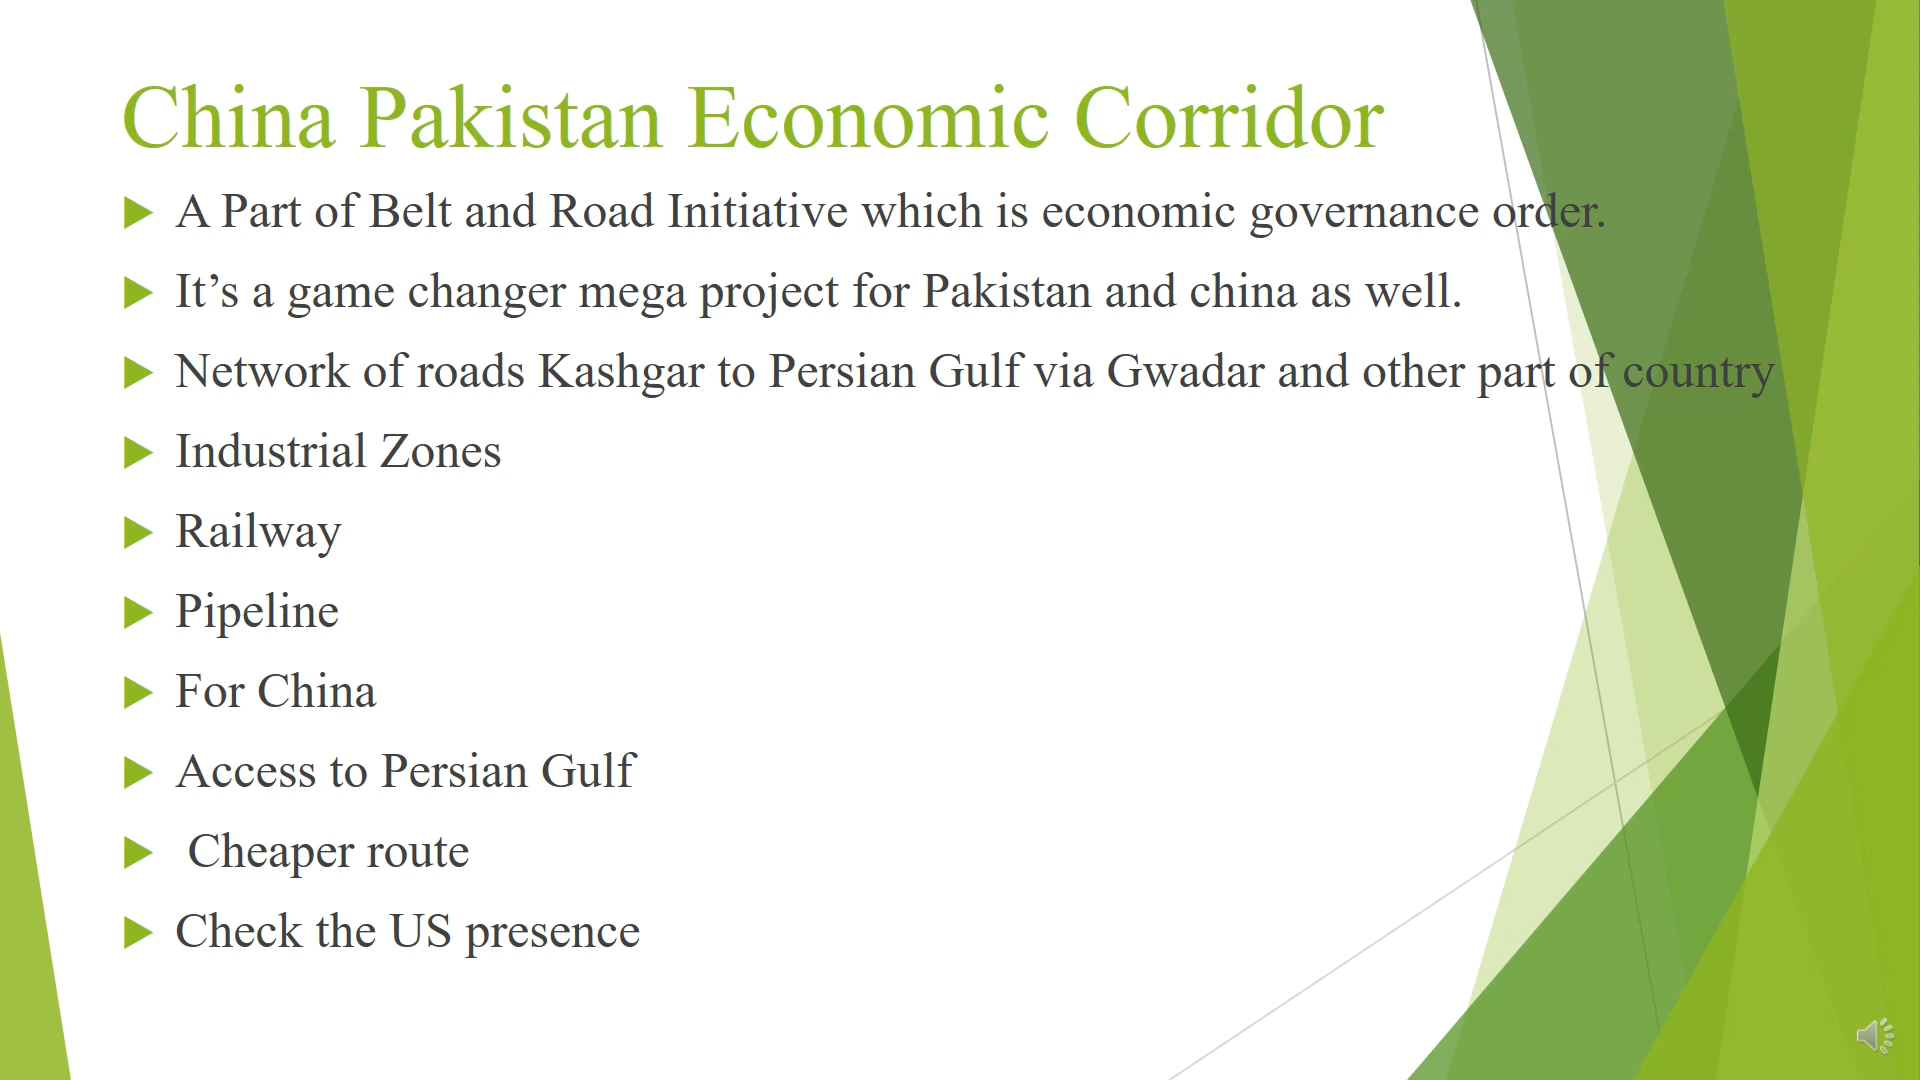 China Pakistan Economic Corridor
A Part of Belt and Road Initiative which is economic governance order.
It’s a game changer mega project for Pakistan and china as well.
Network of roads Kashgar to Persian Gulf via Gwadar and other part of country
Industrial Zones
Railway
Pipeline
For China
Access to Persian Gulf
Cheaper route
Check the US presence